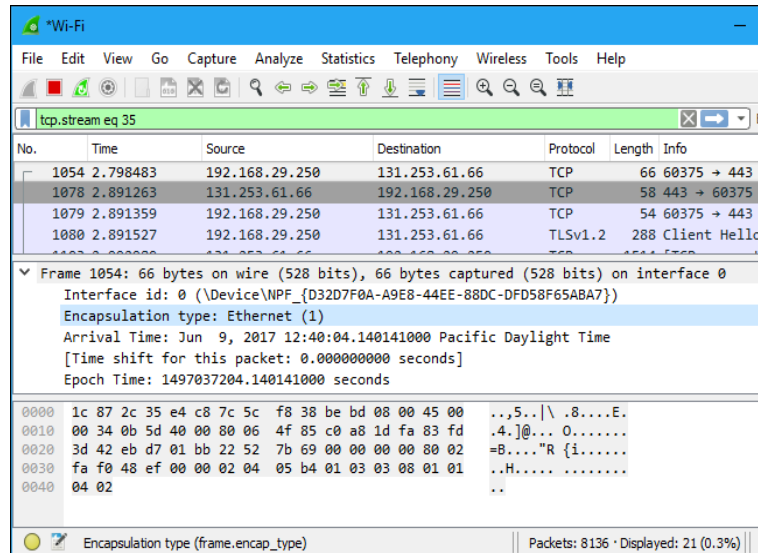 *Wi-Fi
File Edit View Go Capture Analyze Statistics Telephony Wireless Tools Help
tcp.stream eq 35
No. Time Source Destination Protocol Length Info
1054 2.798483 192.168.29.250 131.253.61.66 TCP 66 60375 → 443
1078 2.891263 131.253.61.66 192.168.29.250 TCP 58 443 → 60375
1079 2.891359 192.168.29.250 131.253.61.66 TCP 54 60375 → 443
1080 2.891527 192.168.29.250 131.253.61.66 TLSv1.2 288 Client Hello
Frame 1054: 66 bytes on wire (528 bits), 66 bytes captured (528 bits) on interface 0
Interface id: 0 (\Device\NPF_{D32D7F0A-A9E8-44EE-88DC-DFD58F65ABA7})
Encapsulation type: Ethernet (1)
Arrival Time: Jun 9, 2017 12:40:04.140141000 Pacific Daylight Time
[Time shift for this packet: 0.000000000 seconds]
Epoch Time: 1497037204.140141000 seconds
0000 1c 87 2c 35 e4 c8 7c 5c f8 38 be bd 08 00 45 00 ..,5..|\ .8....E.
0010 00 34 0b 5d 40 00 80 06 4f 85 c0 a8 1d fa 83 fd .4.]@... O.......
0020 3d 42 eb d7 01 bb 22 52 7b 69 00 00 00 00 80 02 =B...."R {i......
0030 fa f0 48 ef 00 00 02 04 05 b4 01 03 03 08 01 01 ..H..... ........
0040 04 02 ..
Encapsulation type (frame.encap_type) Packets: 8136 · Displayed: 21 (0.3%)